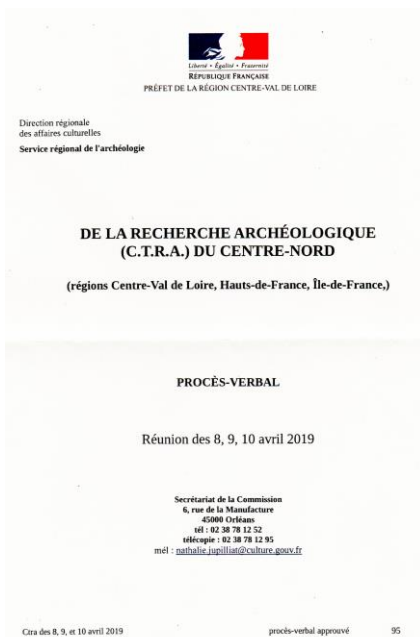 Liberté • Égalité • Fraternité
RÉPUBLIQUE FRANÇAISE
PRÉFET DE LA RÉGION CENTRE-VAL DE LOIRE
Direction régionale
des affaires culturelles
Service régional de l'archéologie
DE LA RECHERCHE ARCHÉOLOGIQUE
(C.T.R.A.) DU CENTRE-NORD
(régions Centre-Val de Loire, Hauts-de-France, Île-de-France,)
PROCÈS-VERBAL
Réunion des 8, 9, 10 avril 2019
Secrétariat de la Commission
6, rue de la Manufacture
45000 Orléans
tél : 02 38 78 12 52
télécopie : 02 38 78 12 95
mél : nathalie.jupilliat@culture.gouv.fr
Ctra des 8, 9, et 10 avril 2019 procès-verbal approuvé 95